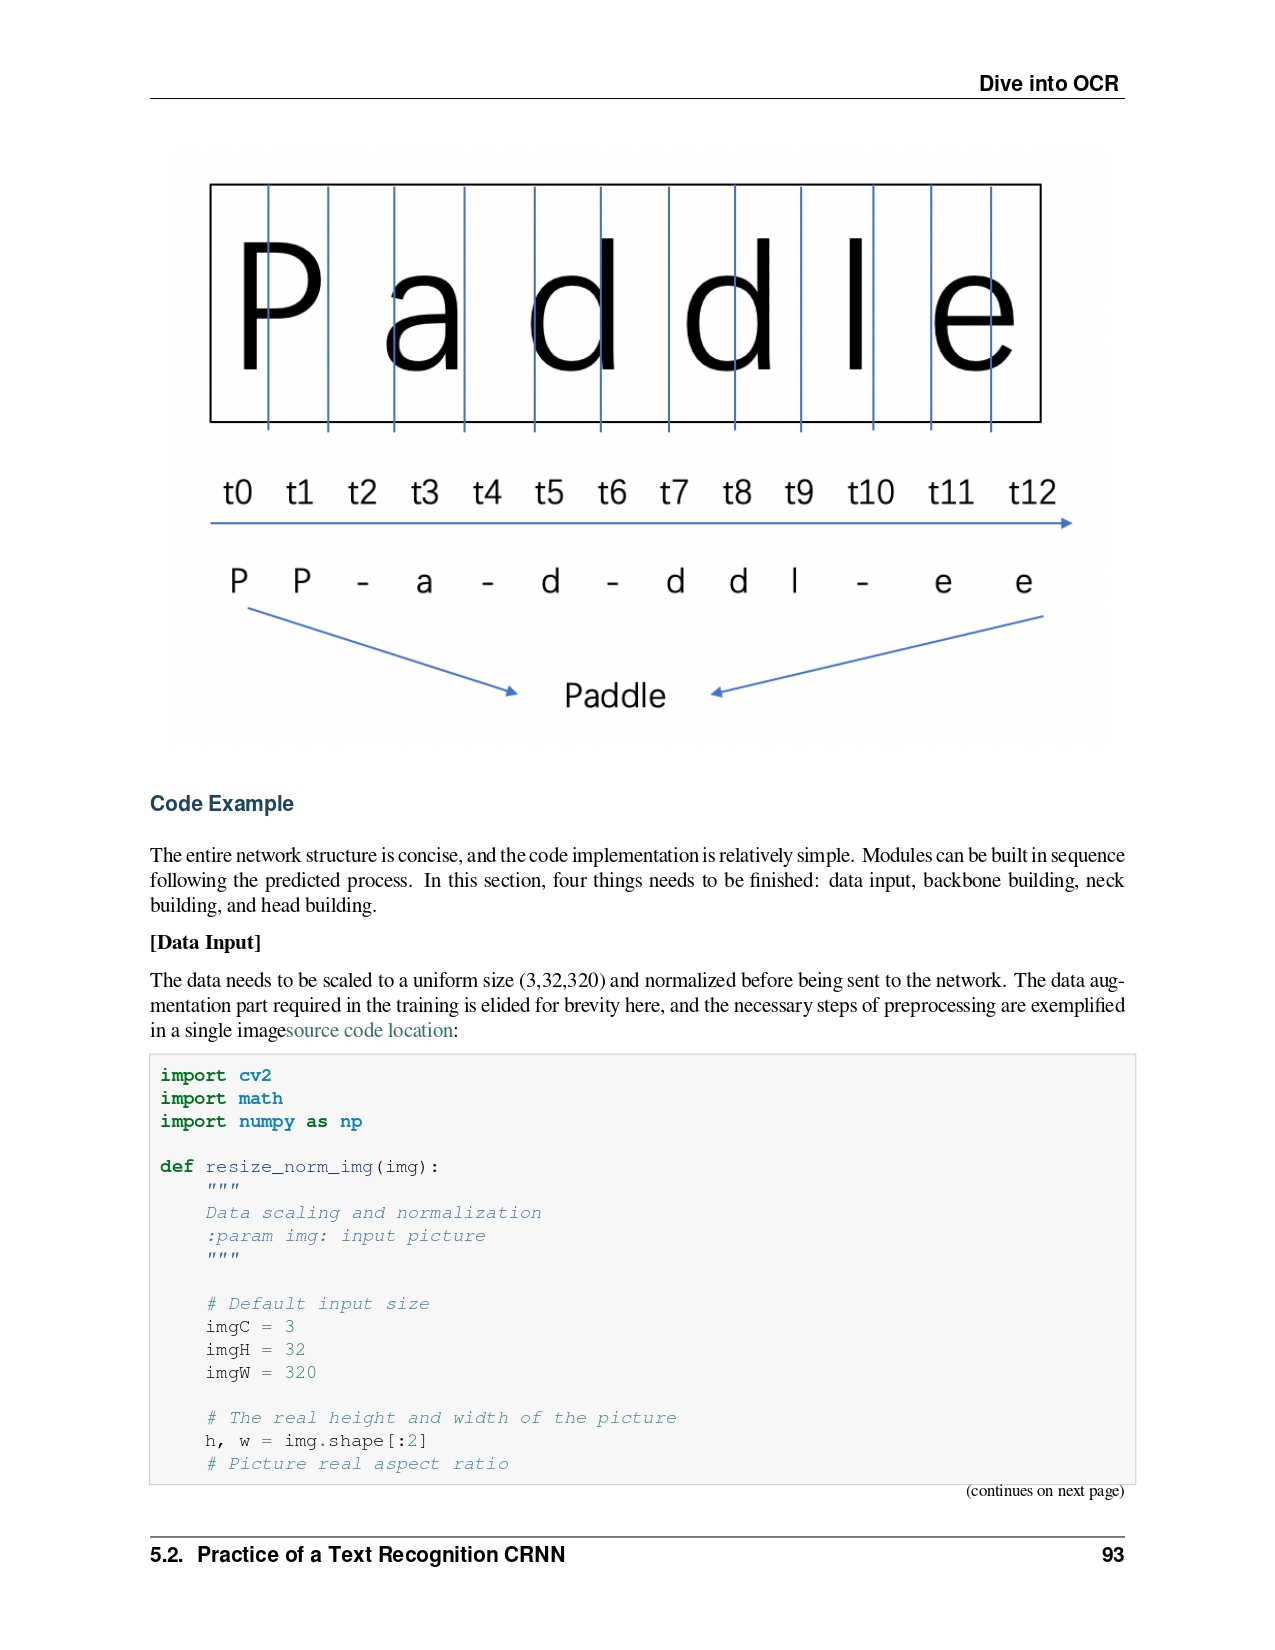 Dive into OCR
Paddle
t0 t1 t2 t3 t4 t5 t6 t7 t8 t9 t10 t11 t12
P P - a - d - d d l - e e
Paddle
Code Example
The entire network structure is concise, and the code implementation is relatively simple. Modules can be built in sequence
following the predicted process. In this section, four things needs to be finished: data input, backbone building, neck
building, and head building.
[Data Input]
The data needs to be scaled to a uniform size (3,32,320) and normalized before being sent to the network. The data aug-
mentation part required in the training is elided for brevity here, and the necessary steps of preprocessing are exemplified
in a single imagesource code location:
import cv2
import math
import numpy as np
def resize_norm_img(img):
    """
    Data scaling and normalization
    :param img: input picture
    """
    # Default input size
    imgC = 3
    imgH = 32
    imgW = 320
    # The real height and width of the picture
    h, w = img.shape[:2]
    # Picture real aspect ratio
(continues on next page)
5.2. Practice of a Text Recognition CRNN 93